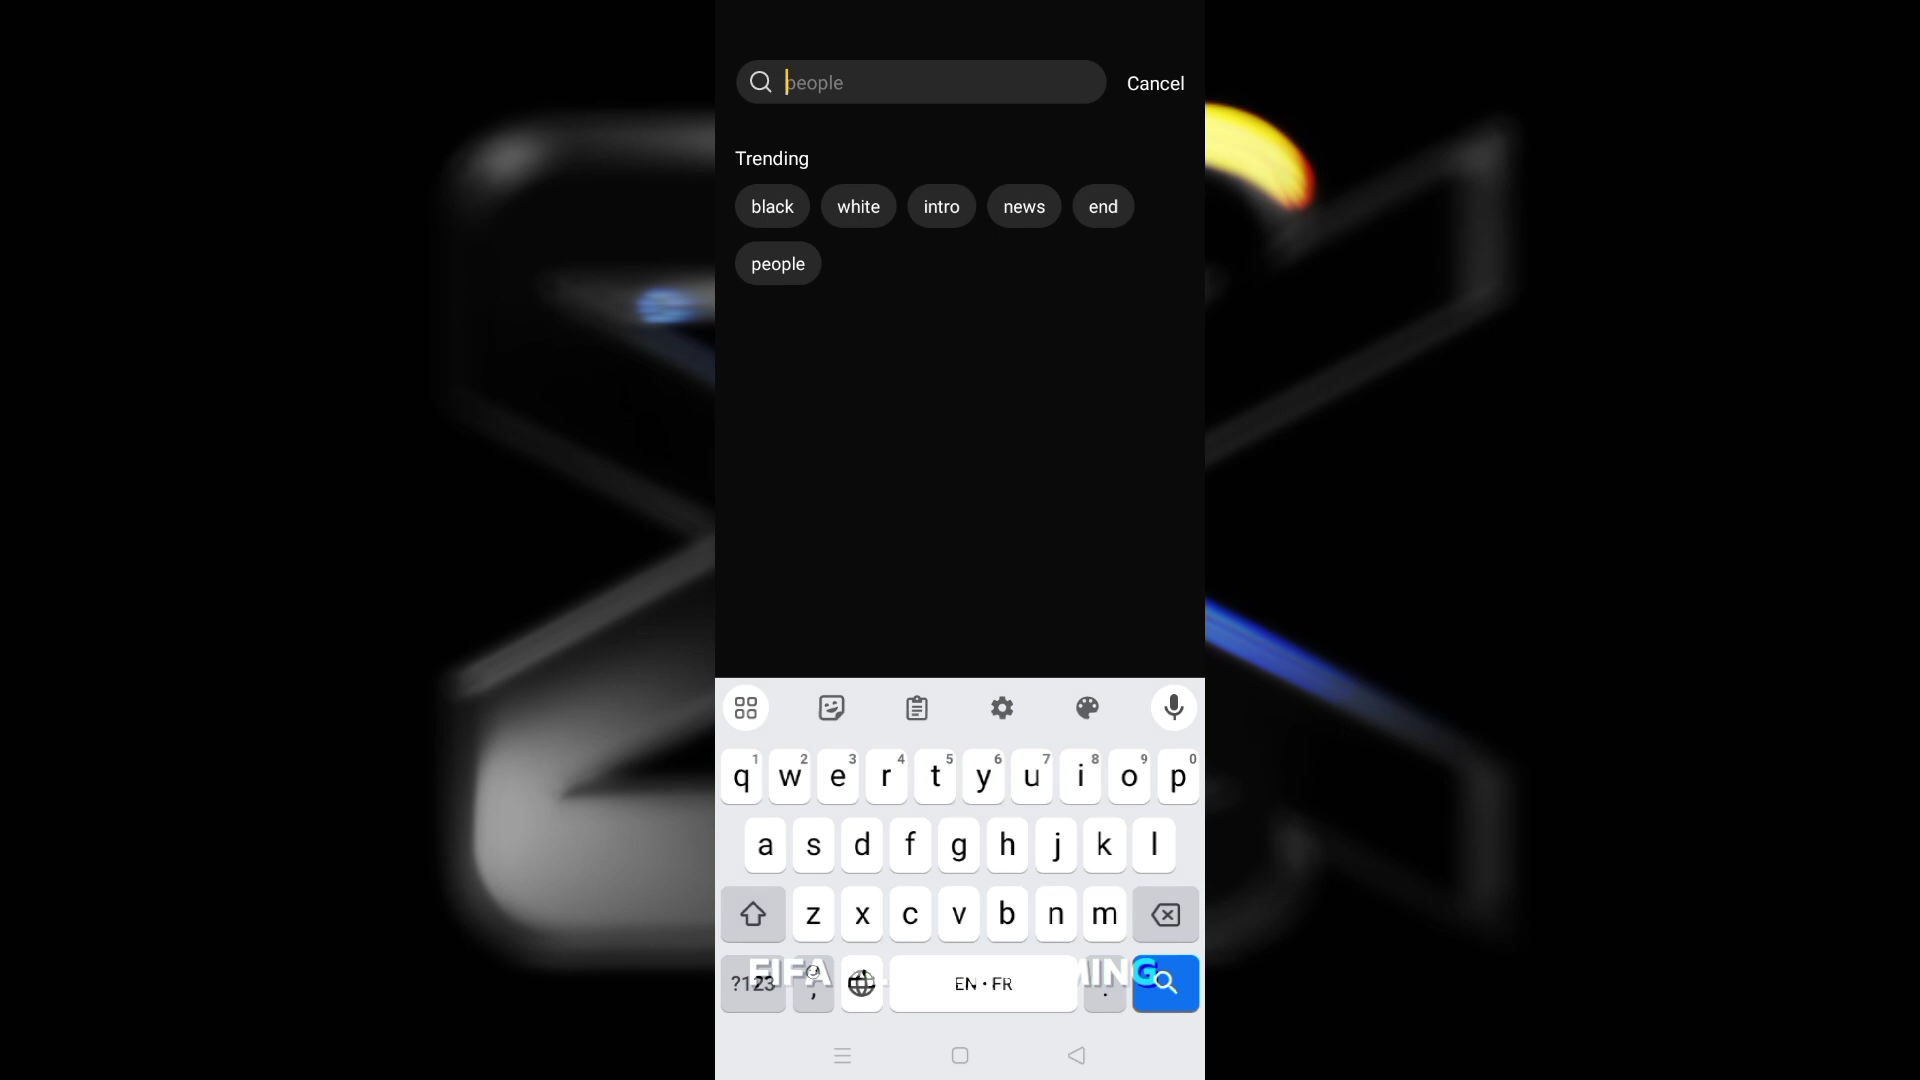 people
Cancel
Trending
black
white
intro
news
end
people
1 2 3 4 5 6 7 8 9 0
q w e r t y u i o p
a s d f g h j k l
z x c v b n m
FIFA
?123 , EN • FR .